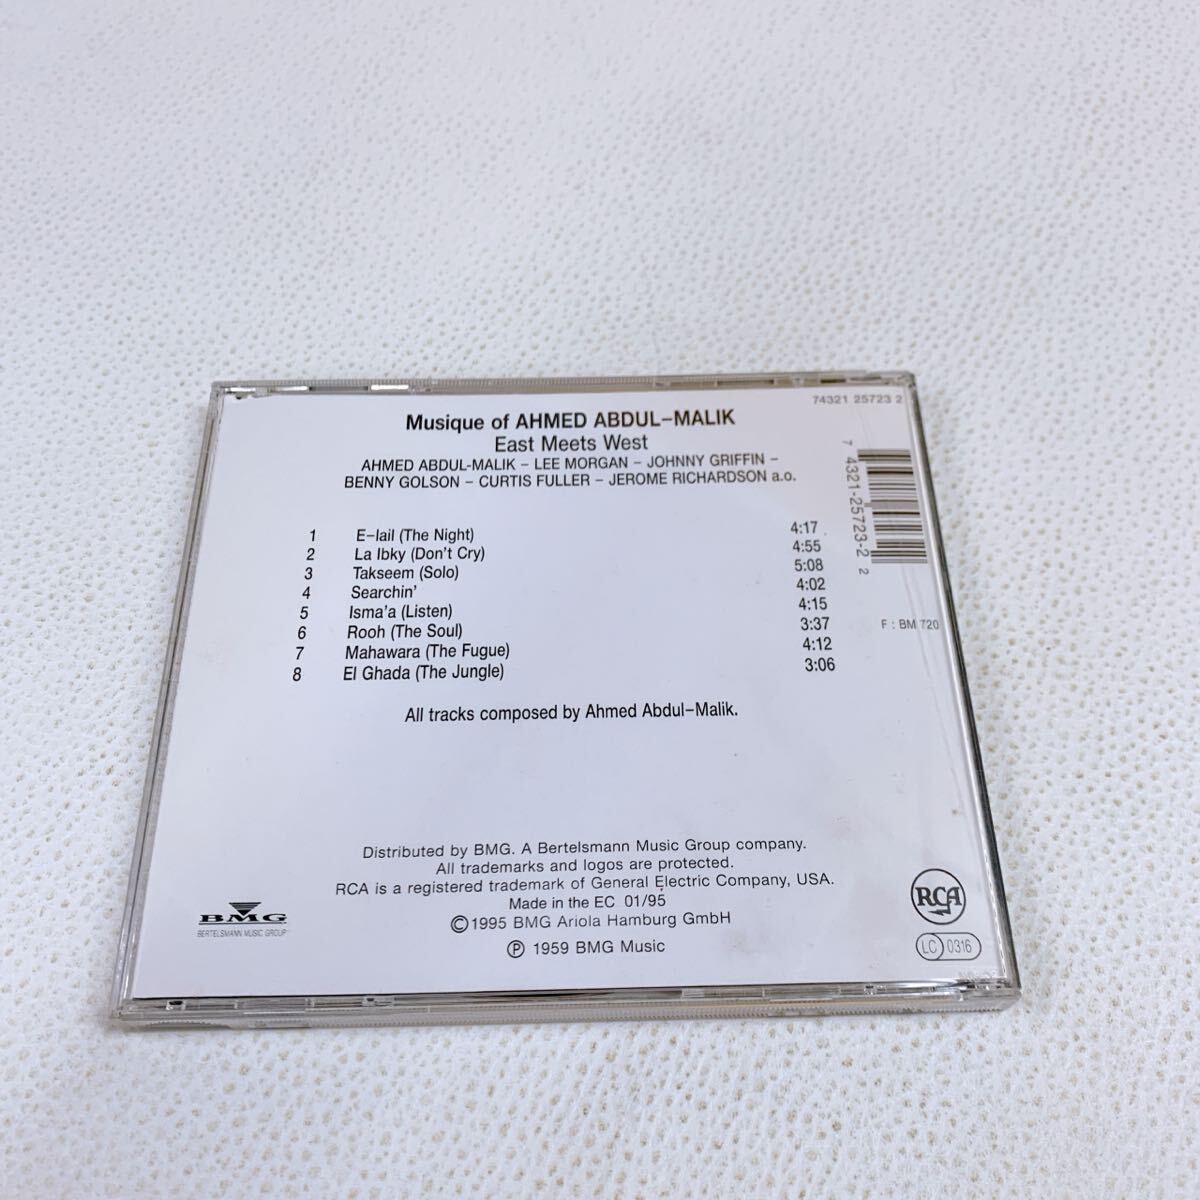 74321 25723 2
Musique of AHMED ABDUL-MALIK
East Meets West
AHMED ABDUL-MALIK – LEE MORGAN – JOHNNY GRIFFIN –
BENNY GOLSON – CURTIS FULLER – JEROME RICHARDSON a.o.
7 4321-25723-2 2
1 E-lail (The Night) 4:17
2 La Ibky (Don't Cry) 4:55
3 Takseem (Solo) 5:08
4 Searchin' 4:02
5 Isma'a (Listen) 4:15
6 Rooh (The Soul) 3:37
7 Mahawara (The Fugue) 4:12
8 El Ghada (The Jungle) 3:06
F : BM 720
All tracks composed by Ahmed Abdul-Malik.
Distributed by BMG. A Bertelsmann Music Group company.
All trademarks and logos are protected.
RCA is a registered trademark of General Electric Company, USA.
Made in the EC 01/95
©1995 BMG Ariola Hamburg GmbH
℗ 1959 BMG Music
BMG
BERTELSMANN MUSIC GROUP
RCA
LC 0316